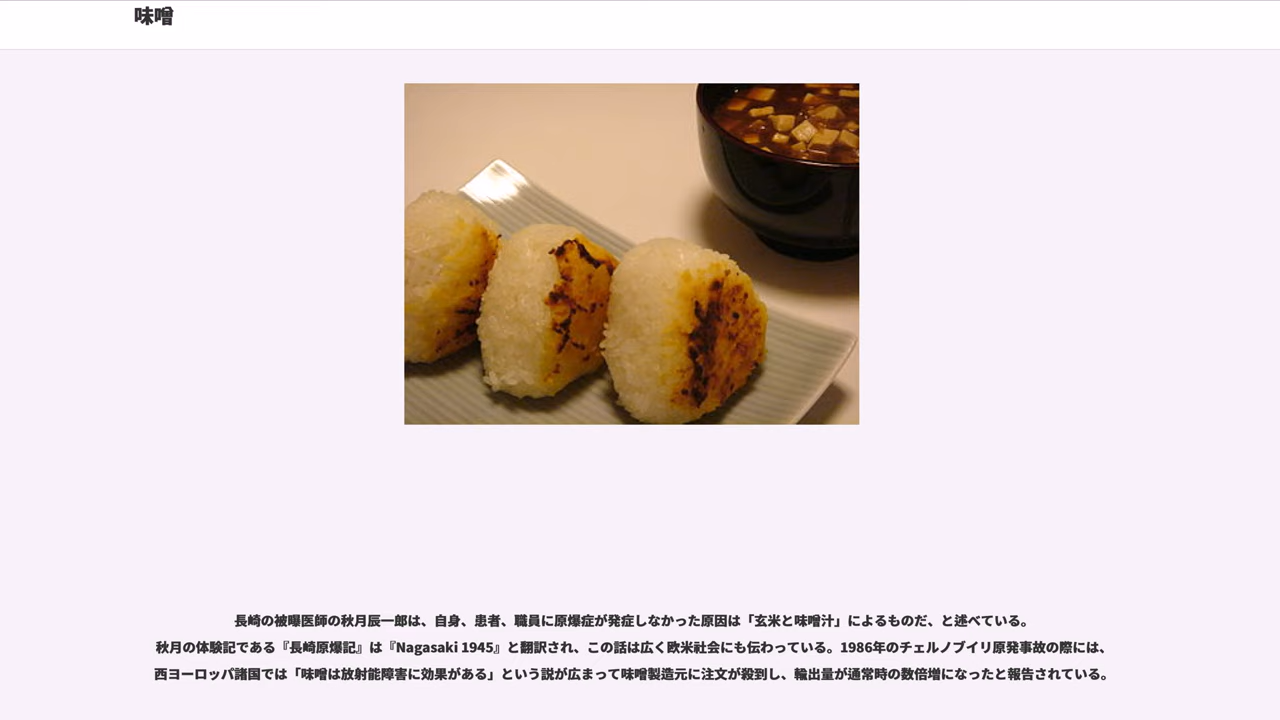 味噌
長崎の被曝医師の秋月辰一郎は、自身、患者、職員に原爆症が発症しなかった原因は「玄米と味噌汁」によるものだ、と述べている。
秋月の体験記である『長崎原爆記』は『Nagasaki 1945』と翻訳され、この話は広く欧米社会にも伝わっている。1986年のチェルノブイリ原発事故の際には、
西ヨーロッパ諸国では「味噌は放射能障害に効果がある」という説が広まって味噌製造元に注文が殺到し、輸出量が通常時の数倍増になったと報告されている。